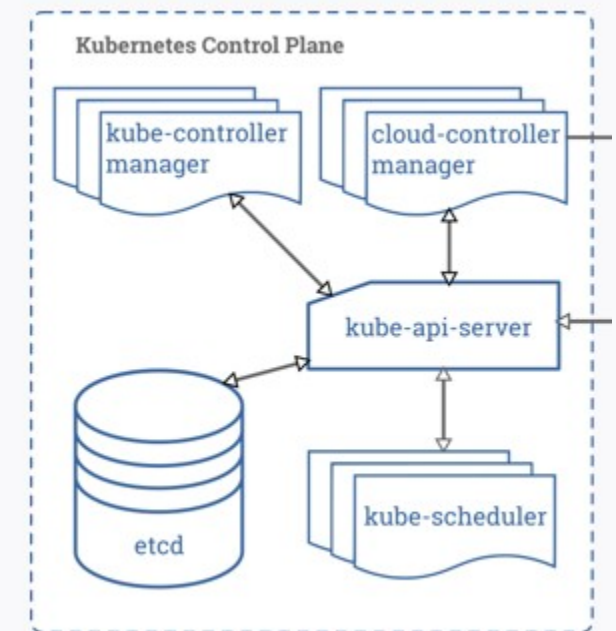 Kubernetes Control Plane
kube-controller
manager
cloud-controller
manager
kube-api-server
kube-scheduler
etcd